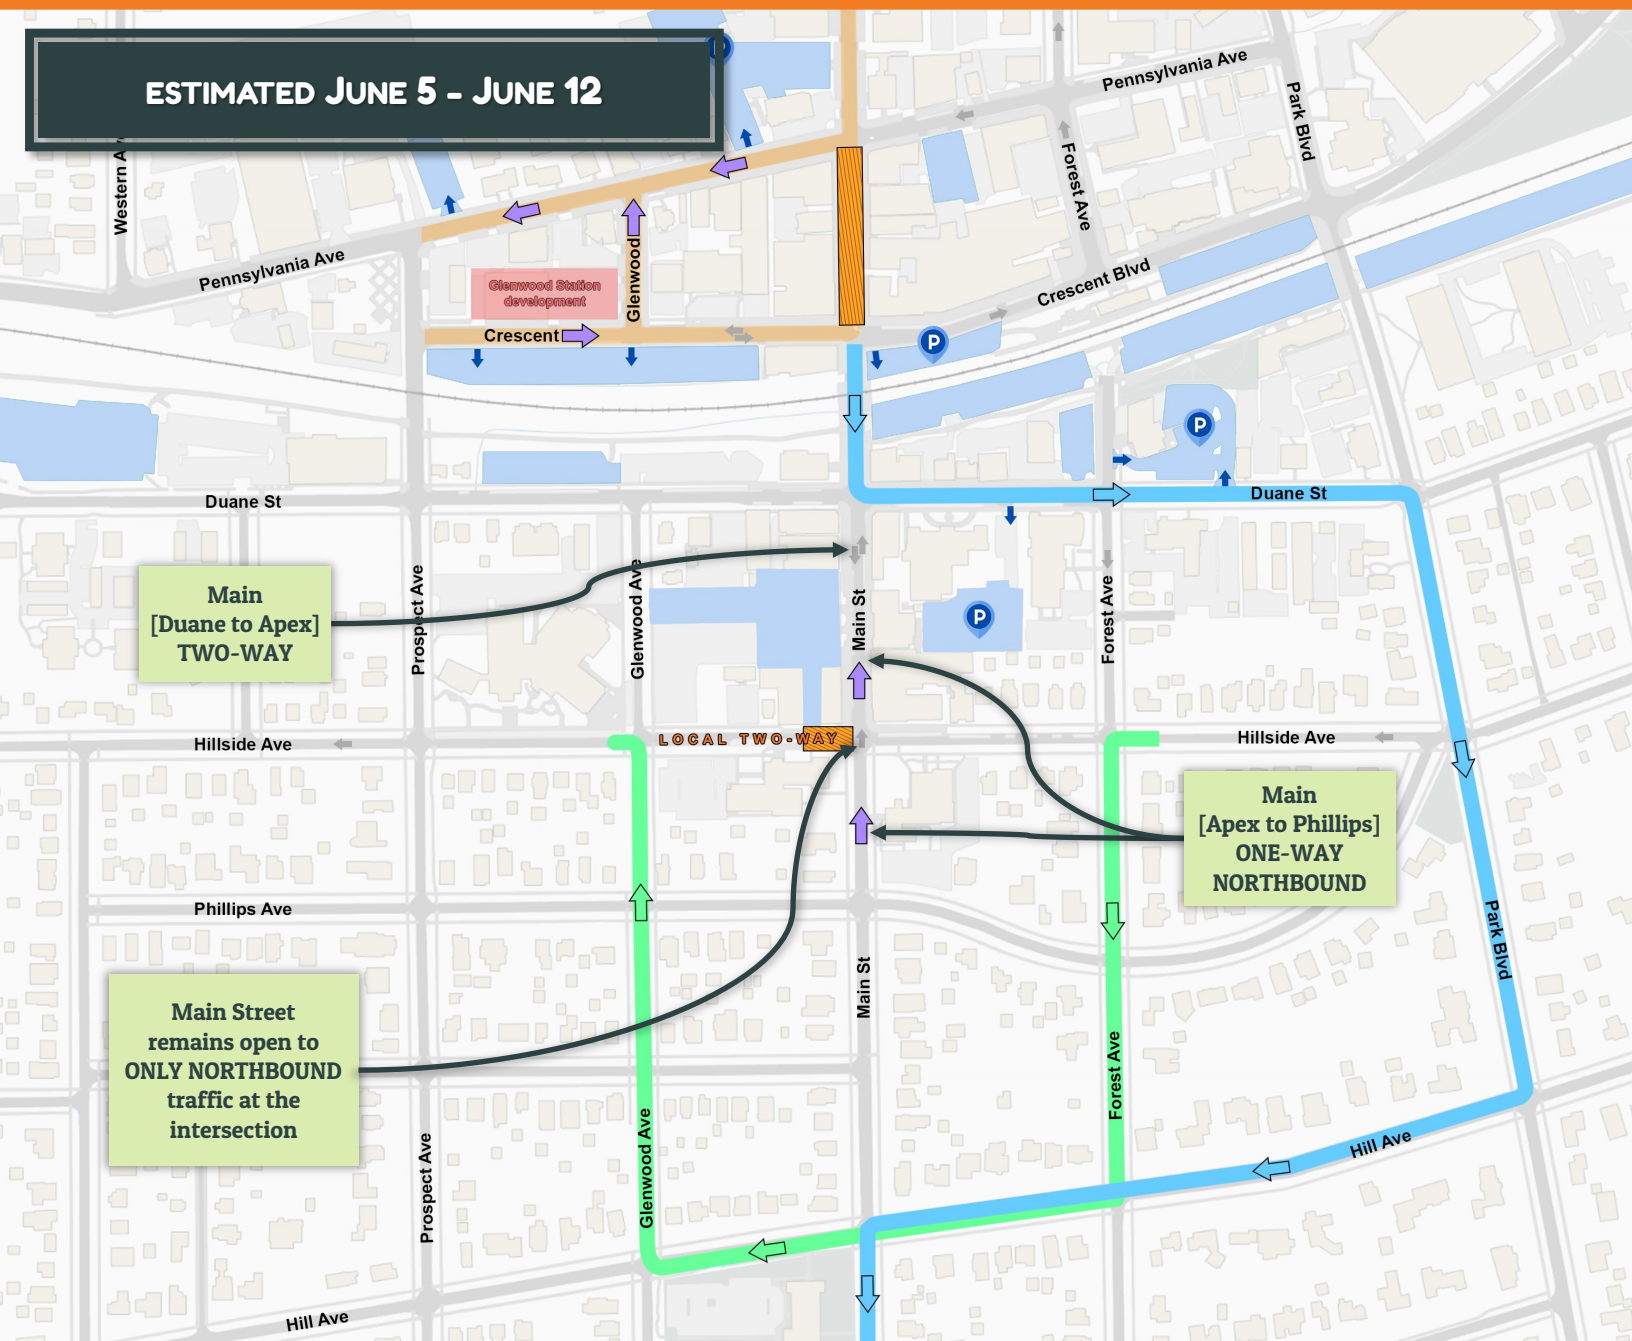 ESTIMATED JUNE 5 - JUNE 12
Pennsylvania Ave
Park Blvd
Western Av
Forest Ave
Pennsylvania Ave
Glenwood
Crescent Blvd
Glenwood Station
development
Crescent
P
P
Duane St
Duane St
Main
[Duane to Apex]
TWO-WAY
Prospect Ave
Glenwood Ave
Main St
P
Forest Ave
Hillside Ave
LOCAL TWO-WAY
Hillside Ave
Main
[Apex to Phillips]
ONE-WAY
NORTHBOUND
Phillips Ave
Park Blvd
Main St
Main Street
remains open to
ONLY NORTHBOUND
traffic at the
intersection
Forest Ave
Prospect Ave
Glenwood Ave
Hill Ave
Hill Ave